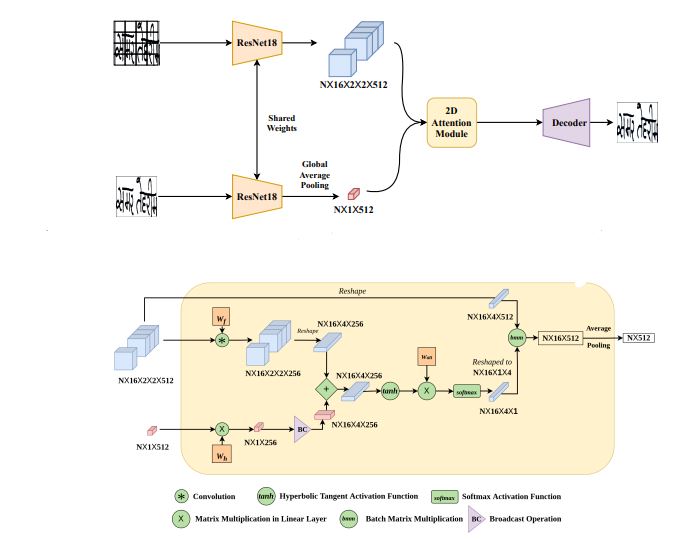 ResNet18
NX16X2X2X512
2D
Attention
Module
Shared
Weights
Decoder
Global
Average
Pooling
ResNet18
NX1X512
Reshape
W_f
NX16X4X256
NX16X4X512
Reshape
*
bmm
NX16X512
Average
Pooling
NX512
NX16X2X2X512
NX16X2X2X256
NX16X4X256
W_att
Reshaped to
NX16X1X4
+
tanh
X
softmax
NX16X4X1
NX1X512
X
NX1X256
BC
NX16X4X256
W_h
* Convolution
tanh Hyperbolic Tangent Activation Function
softmax Softmax Activation Function
X Matrix Multiplication in Linear Layer
bmm Batch Matrix Multiplication
BC Broadcast Operation